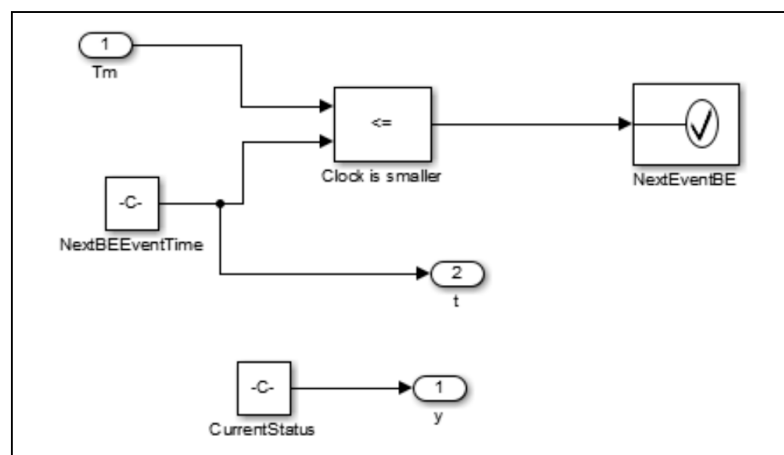 1
Tm
<=
Clock is smaller
NextEventBE
-C-
NextBEEventTime
2
t
-C-
CurrentStatus
1
y